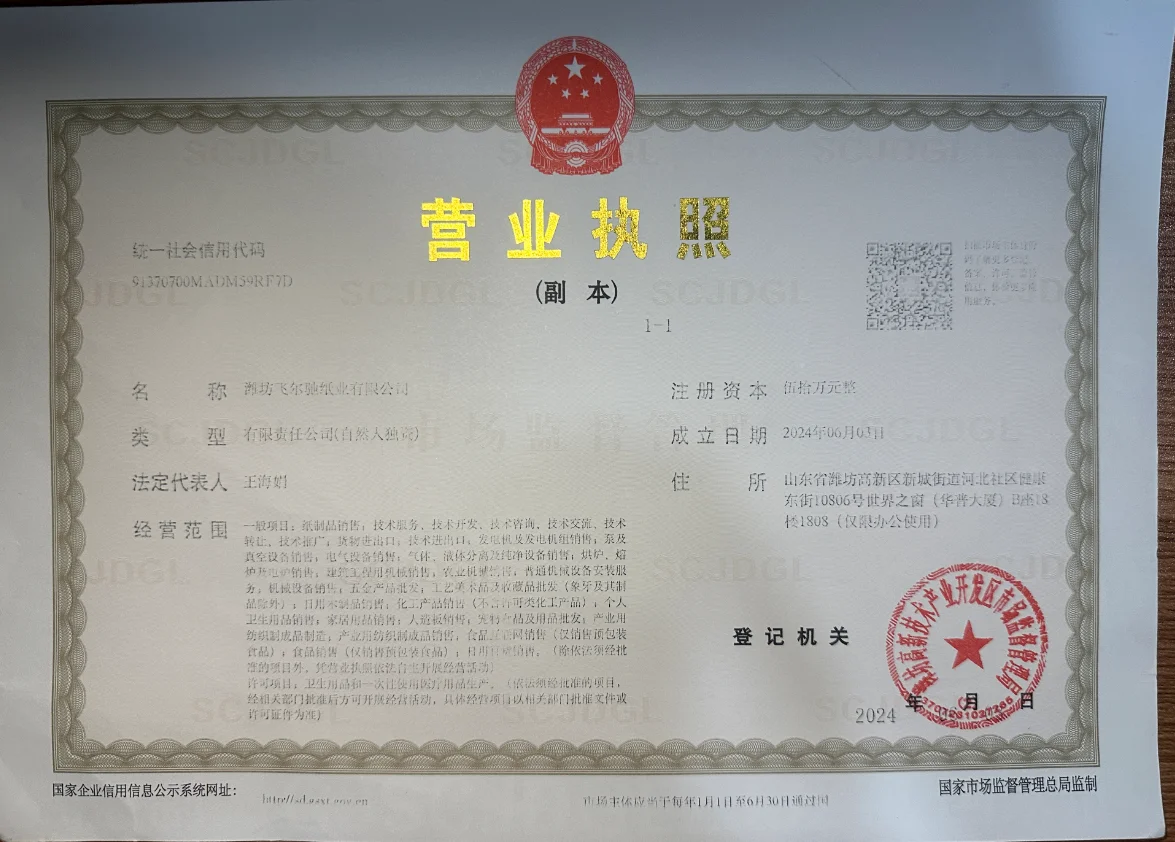 营业执照
(副 本)
1-1
统一社会信用代码
91370700MADM59RF7D
名 称 潍坊飞尔驰纸业有限公司
类 型 有限责任公司(自然人独资)
法定代表人 王海娟
经营范围 一般项目：纸制品销售；技术服务、技术开发、技术咨询、技术交流、技术
转让、技术推广；货物进出口；技术进出口；发电机及发电机组销售；泵及
真空设备销售；电气设备销售；气体、液体分离及纯净设备销售；烘炉、熔
炉及电炉销售；建筑工程用机械销售；农业机械销售；普通机械设备安装服
务；机械设备销售；五金产品批发；工艺美术品及收藏品批发（象牙及其制
品除外）；日用木制品销售；化工产品销售（不含许可类化工产品）；个人
卫生用品销售；家居用品销售；人造板销售；宠物食品及用品批发；产业用
纺织制成品制造；产业用纺织制成品销售；食品互联网销售（仅销售预包装
食品）；食品销售（仅销售预包装食品）；日用百货销售。（除依法须经批
准的项目外，凭营业执照依法自主开展经营活动）
许可项目：卫生用品和一次性使用医疗用品生产。（依法须经批准的项目，
经相关部门批准后方可开展经营活动，具体经营项目以相关部门批准文件或
许可证件为准）
注册资本 伍拾万元整
成立日期 2024年06月03日
住 所 山东省潍坊高新区新城街道河北社区健康
东街10806号世界之窗（华普大厦）B座18
楼1808（仅限办公使用）
登记机关
2024 年 月 日
国家企业信用信息公示系统网址：
http://sd.gsxt.gov.cn
市场主体应当于每年1月1日至6月30日通过国
国家市场监督管理总局监制